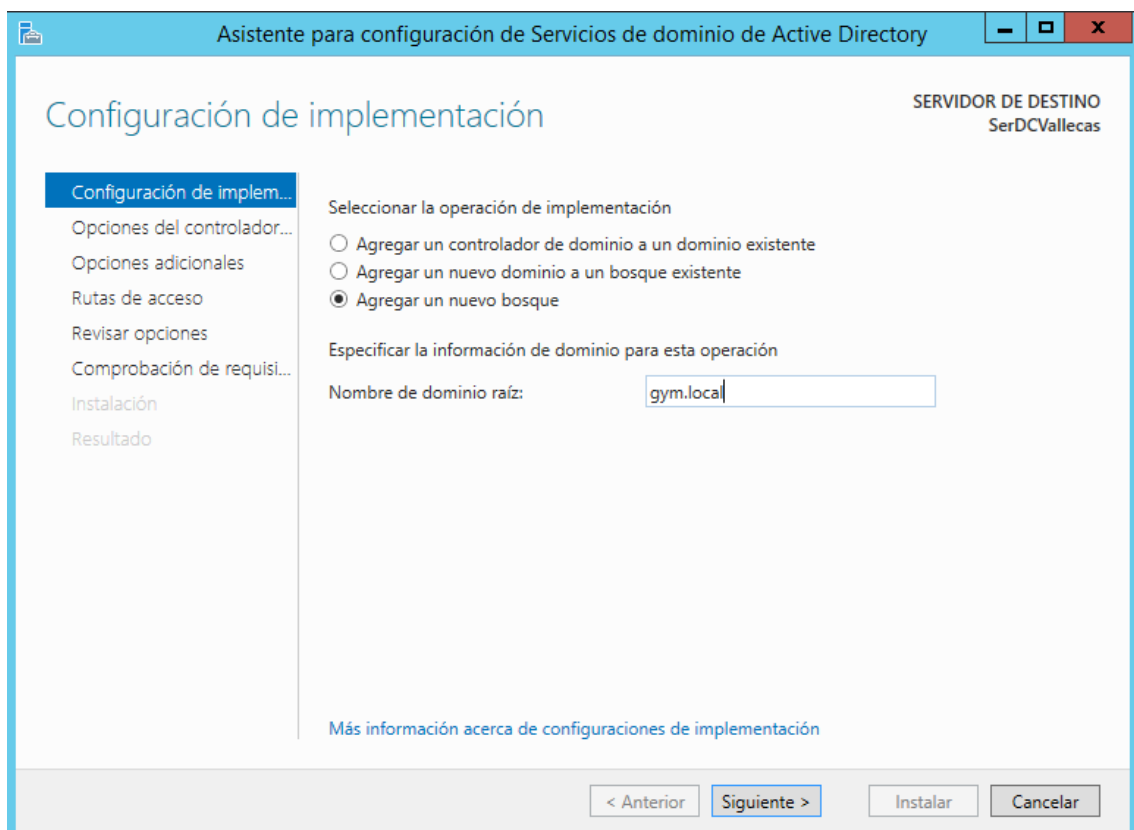 Asistente para configuración de Servicios de dominio de Active Directory
Configuración de implementación
SERVIDOR DE DESTINO
SerDCVallecas
Configuración de implem...
Opciones del controlador...
Opciones adicionales
Rutas de acceso
Revisar opciones
Comprobación de requisi...
Instalación
Resultado
Seleccionar la operación de implementación
Agregar un controlador de dominio a un dominio existente
Agregar un nuevo dominio a un bosque existente
Agregar un nuevo bosque
Especificar la información de dominio para esta operación
Nombre de dominio raíz: gym.local
Más información acerca de configuraciones de implementación
< Anterior Siguiente > Instalar Cancelar